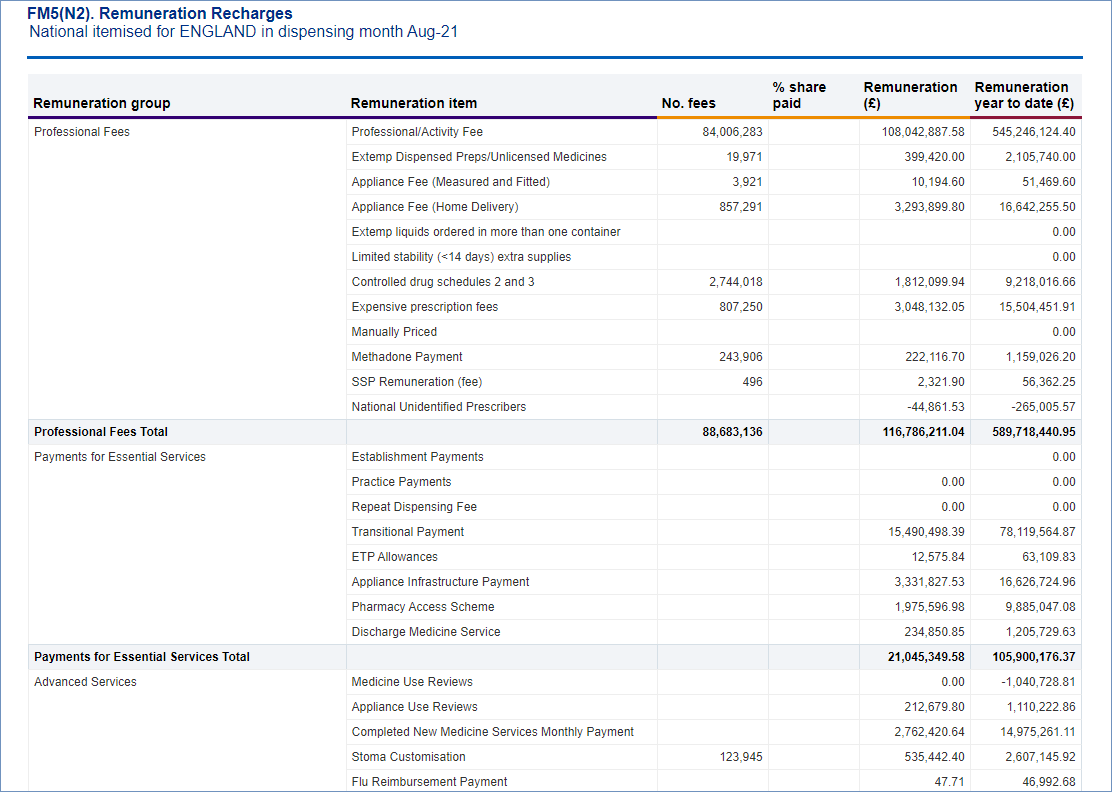 FM5(N2). Remuneration Recharges
National itemised for ENGLAND in dispensing month Aug-21
Remuneration group Remuneration item No. fees % share paid Remuneration (£) Remuneration year to date (£)
Professional Fees Professional/Activity Fee 84,006,283 108,042,887.58 545,246,124.40
Extemp Dispensed Preps/Unlicensed Medicines 19,971 399,420.00 2,105,740.00
Appliance Fee (Measured and Fitted) 3,921 10,194.60 51,469.60
Appliance Fee (Home Delivery) 857,291 3,293,899.80 16,642,255.50
Extemp liquids ordered in more than one container 0.00
Limited stability (<14 days) extra supplies 0.00
Controlled drug schedules 2 and 3 2,744,018 1,812,099.94 9,218,016.66
Expensive prescription fees 807,250 3,048,132.05 15,504,451.91
Manually Priced 0.00
Methadone Payment 243,906 222,116.70 1,159,026.20
SSP Remuneration (fee) 496 2,321.90 56,362.25
National Unidentified Prescribers -44,861.53 -265,005.57
Professional Fees Total 88,683,136 116,786,211.04 589,718,440.95
Payments for Essential Services Establishment Payments 0.00
Practice Payments 0.00 0.00
Repeat Dispensing Fee 0.00 0.00
Transitional Payment 15,490,498.39 78,119,564.87
ETP Allowances 12,575.84 63,109.83
Appliance Infrastructure Payment 3,331,827.53 16,626,724.96
Pharmacy Access Scheme 1,975,596.98 9,885,047.08
Discharge Medicine Service 234,850.85 1,205,729.63
Payments for Essential Services Total 21,045,349.58 105,900,176.37
Advanced Services Medicine Use Reviews 0.00 -1,040,728.81
Appliance Use Reviews 212,679.80 1,110,222.86
Completed New Medicine Services Monthly Payment 2,762,420.64 14,975,261.11
Stoma Customisation 123,945 535,442.40 2,607,145.92
Flu Reimbursement Payment 47.71 46,992.68